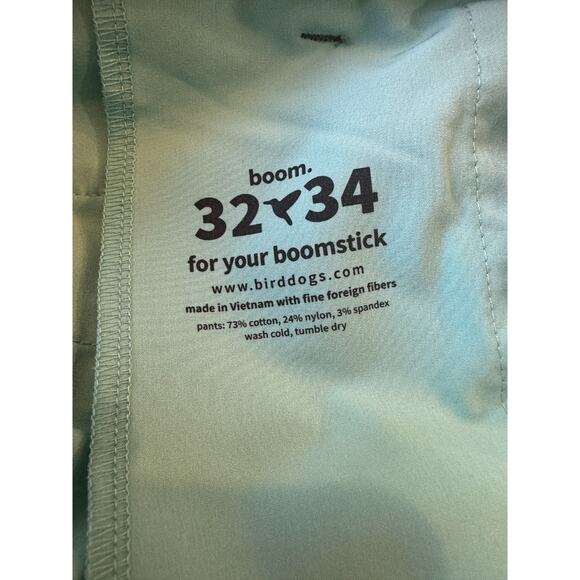 boom.
32 34
for your boomstick
www.birddogs.com
made in Vietnam with fine foreign fibers
pants: 73% cotton, 24% nylon, 3% spandex
wash cold, tumble dry